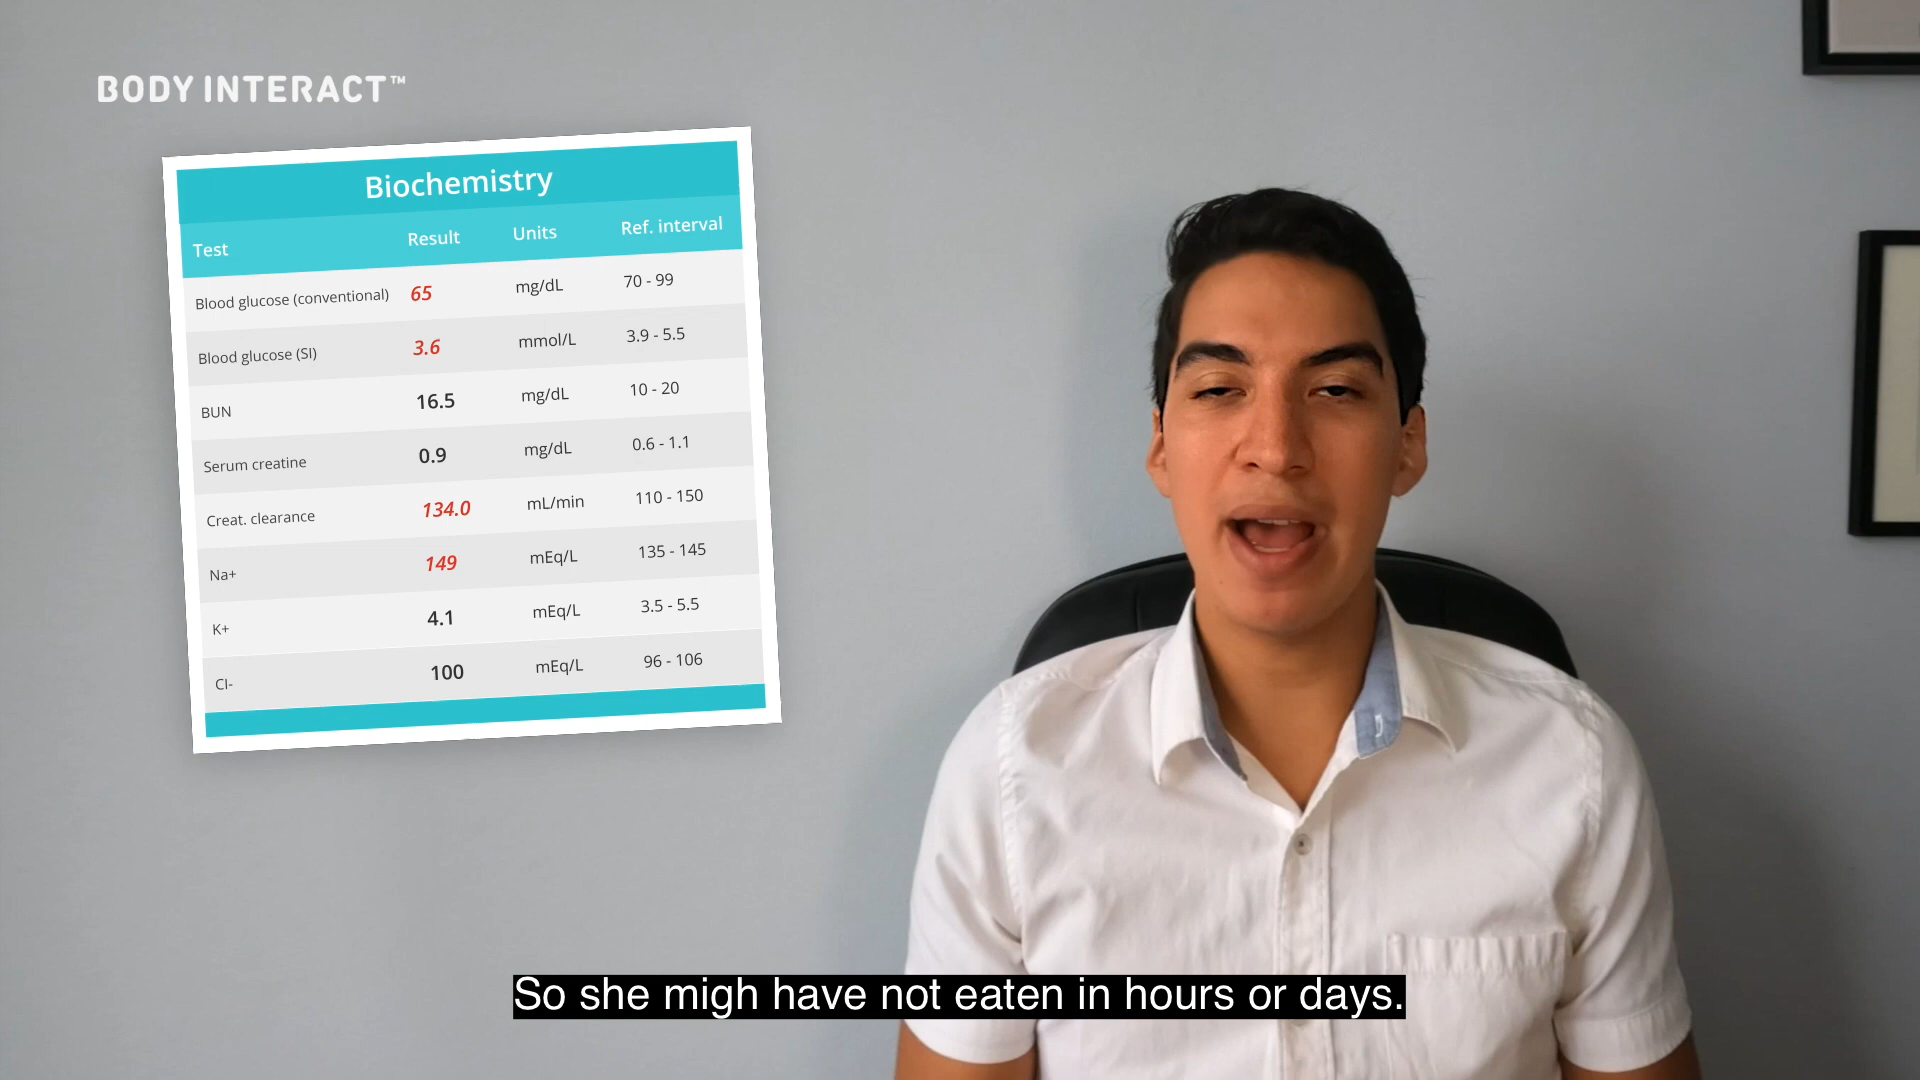 BODY INTERACT™
Biochemistry
Test Result Units Ref. interval
Blood glucose (conventional) 65 mg/dL 70 - 99
Blood glucose (SI) 3.6 mmol/L 3.9 - 5.5
BUN 16.5 mg/dL 10 - 20
Serum creatine 0.9 mg/dL 0.6 - 1.1
Creat. clearance 134.0 mL/min 110 - 150
Na+ 149 mEq/L 135 - 145
K+ 4.1 mEq/L 3.5 - 5.5
Cl- 100 mEq/L 96 - 106
So she migh have not eaten in hours or days.